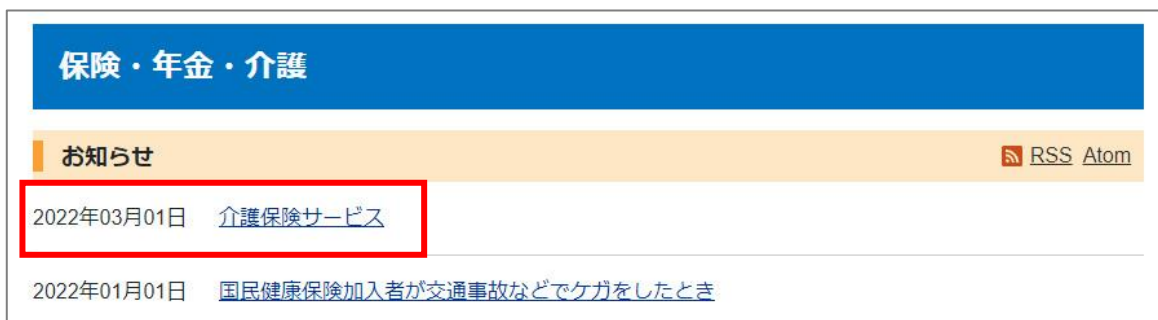 保険・年金・介護
お知らせ RSS Atom
2022年03月01日 介護保険サービス
2022年01月01日 国民健康保険加入者が交通事故などでケガをしたとき